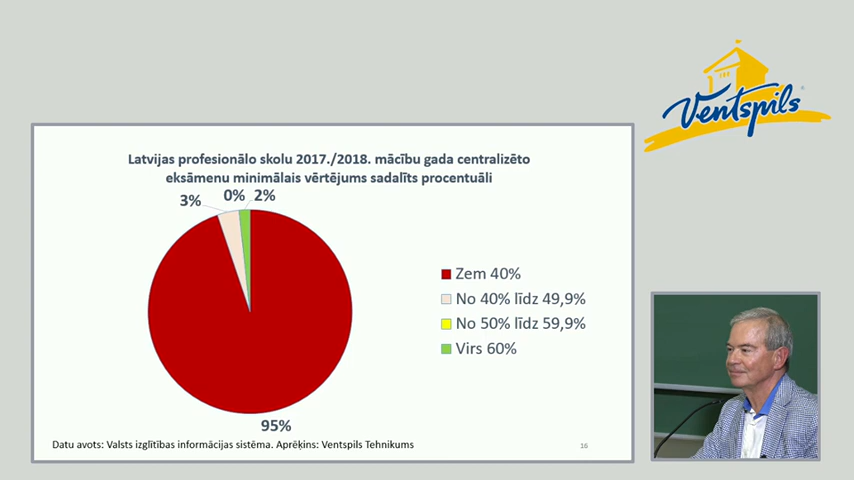 Ventspils
Latvijas profesionālo skolu 2017./2018. mācību gada centralizēto
eksāmenu minimālais vērtējums sadalīts procentuāli
3% 0% 2%
Zem 40%
No 40% līdz 49,9%
No 50% līdz 59,9%
Virs 60%
95%
Datu avots: Valsts izglītības informācijas sistēma. Aprēķins: Ventspils Tehnikums
16